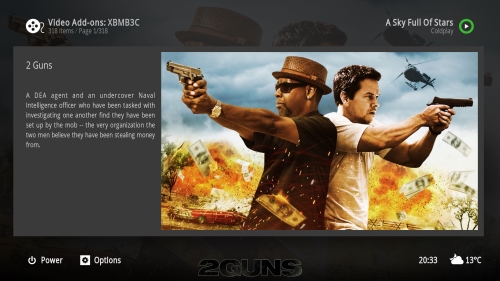 Video Add-ons: XBMB3C
318 Items / Page 1/318
A Sky Full Of Stars
Coldplay
2 Guns
A DEA agent and an undercover Naval
Intelligence officer who have been tasked with
investigating one another find they have been
set up by the mob -- the very organization the
two men believe they have been stealing money
from.
Power
Options
2GUNS
20:33
13°C